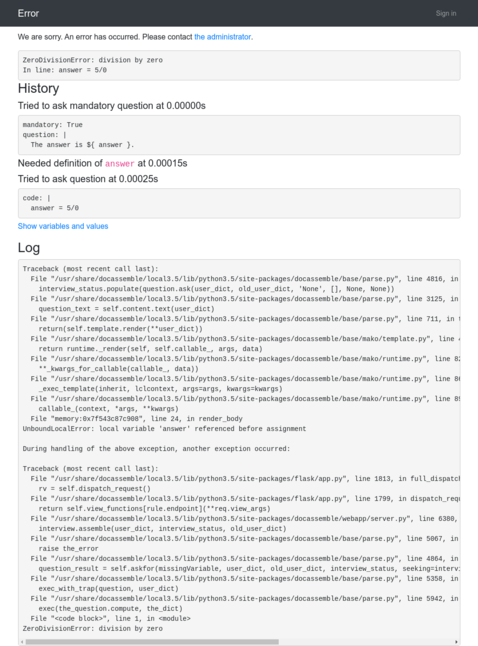 Error
Sign in
We are sorry. An error has occurred. Please contact the administrator.
ZeroDivisionError: division by zero
In line: answer = 5/0
History
Tried to ask mandatory question at 0.00000s
mandatory: True
question: |
  The answer is ${ answer }.
Needed definition of answer at 0.00015s
Tried to ask question at 0.00025s
code: |
  answer = 5/0
Show variables and values
Log
Traceback (most recent call last):
  File "/usr/share/docassemble/local3.5/lib/python3.5/site-packages/docassemble/base/parse.py", line 4816, in
    interview_status.populate(question.ask(user_dict, old_user_dict, 'None', [], None, None))
  File "/usr/share/docassemble/local3.5/lib/python3.5/site-packages/docassemble/base/parse.py", line 3125, in
    question_text = self.content.text(user_dict)
  File "/usr/share/docassemble/local3.5/lib/python3.5/site-packages/docassemble/base/parse.py", line 711, in
    return(self.template.render(**user_dict))
  File "/usr/share/docassemble/local3.5/lib/python3.5/site-packages/docassemble/base/mako/template.py", line
    return runtime._render(self, self.callable_, args, data)
  File "/usr/share/docassemble/local3.5/lib/python3.5/site-packages/docassemble/base/mako/runtime.py", line
    **_kwargs_for_callable(callable_, data))
  File "/usr/share/docassemble/local3.5/lib/python3.5/site-packages/docassemble/base/mako/runtime.py", line
    _exec_template(inherit, lclcontext, args=args, kwargs=kwargs)
  File "/usr/share/docassemble/local3.5/lib/python3.5/site-packages/docassemble/base/mako/runtime.py", line
    callable_(context, *args, **kwargs)
  File "memory:0x7f543c87c908", line 24, in render_body
UnboundLocalError: local variable 'answer' referenced before assignment
During handling of the above exception, another exception occurred:
Traceback (most recent call last):
  File "/usr/share/docassemble/local3.5/lib/python3.5/site-packages/flask/app.py", line 1813, in full_dispatch
    rv = self.dispatch_request()
  File "/usr/share/docassemble/local3.5/lib/python3.5/site-packages/flask/app.py", line 1799, in dispatch_requ
    return self.view_functions[rule.endpoint](**req.view_args)
  File "/usr/share/docassemble/local3.5/lib/python3.5/site-packages/docassemble/webapp/server.py", line 6380,
    interview.assemble(user_dict, interview_status, old_user_dict)
  File "/usr/share/docassemble/local3.5/lib/python3.5/site-packages/docassemble/base/parse.py", line 5067, in
    raise the_error
  File "/usr/share/docassemble/local3.5/lib/python3.5/site-packages/docassemble/base/parse.py", line 4864, in
    question_result = self.askfor(missingVariable, user_dict, old_user_dict, interview_status, seeking=intervi
  File "/usr/share/docassemble/local3.5/lib/python3.5/site-packages/docassemble/base/parse.py", line 5358, in
    exec_with_trap(question, user_dict)
  File "/usr/share/docassemble/local3.5/lib/python3.5/site-packages/docassemble/base/parse.py", line 5942, in
    exec(the_question.compute, the_dict)
  File "<code block>", line 1, in <module>
ZeroDivisionError: division by zero